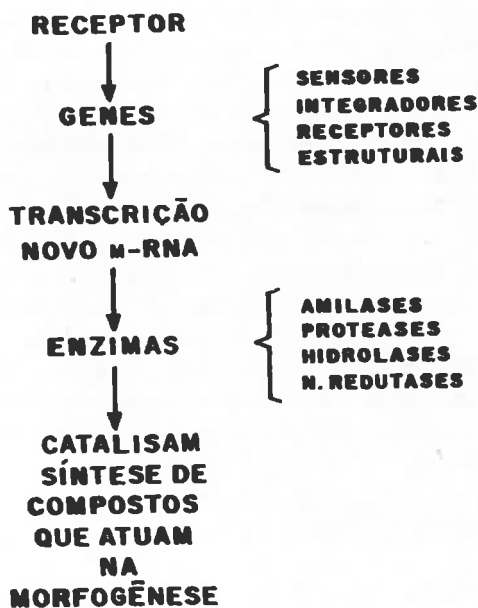 RECEPTOR
GENES
SENSORES
INTEGRADORES
RECEPTORES
ESTRUTURAIS
TRANSCRIÇÃO
NOVO M-RNA
ENZIMAS
AMILASES
PROTEASES
HIDROLASES
N. REDUTASES
CATALISAM
SÍNTESE DE
COMPOSTOS
QUE ATUAM
NA
MORFOGÊNESE